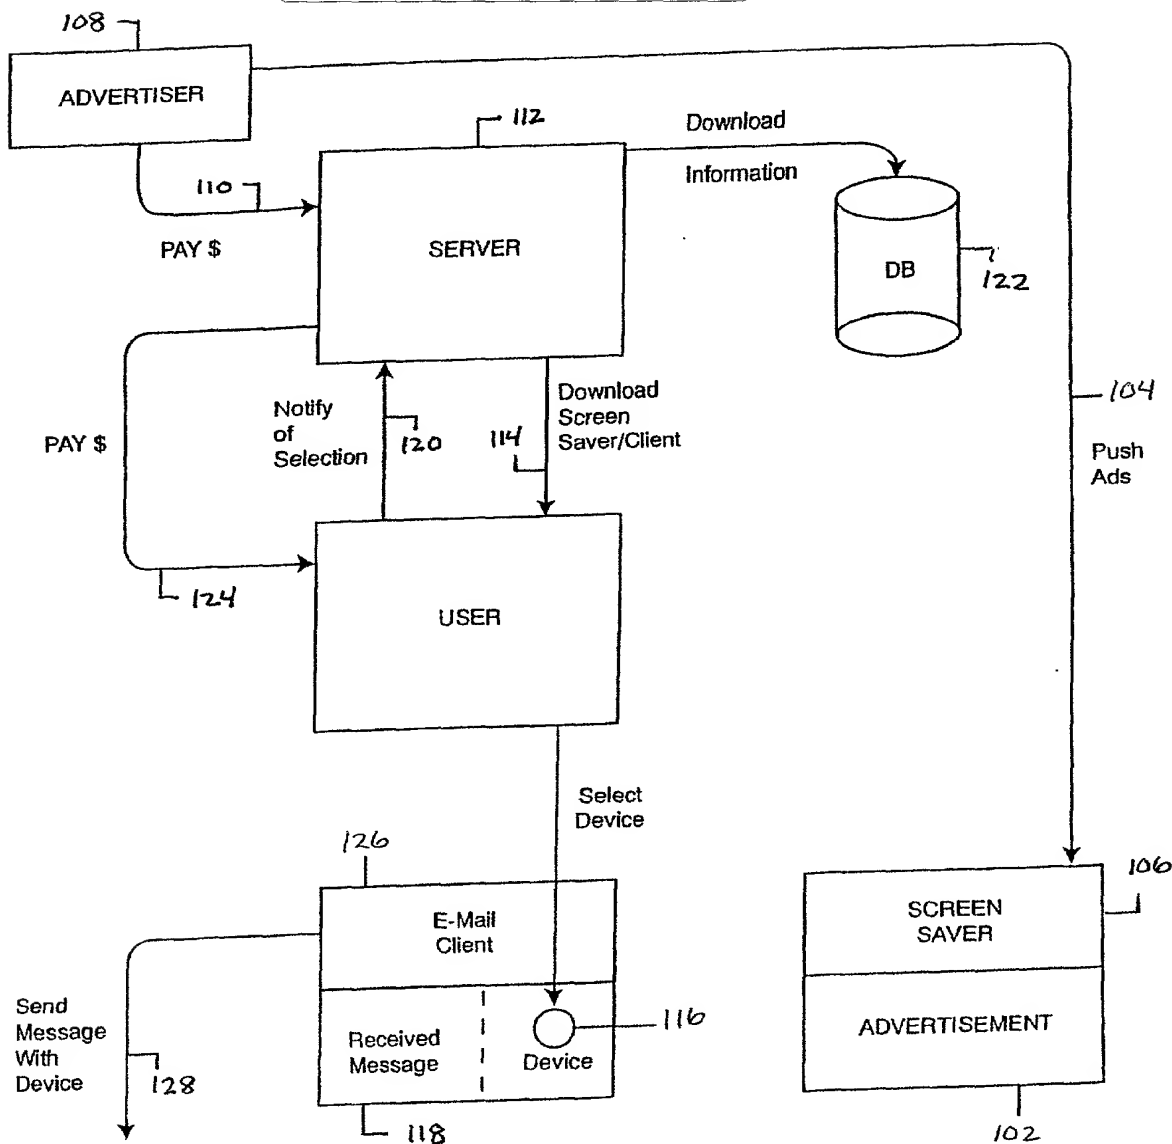 108
ADVERTISER
112
Download
Information
110
PAY $
SERVER
DB
122
104
Push
Ads
Notify
of
Selection
120
Download
Screen
Saver/Client
114
PAY $
124
USER
Select
Device
126
106
E-Mail
Client
SCREEN
SAVER
Send
Message
With
Device
128
Received
Message
Device
116
ADVERTISEMENT
118
102